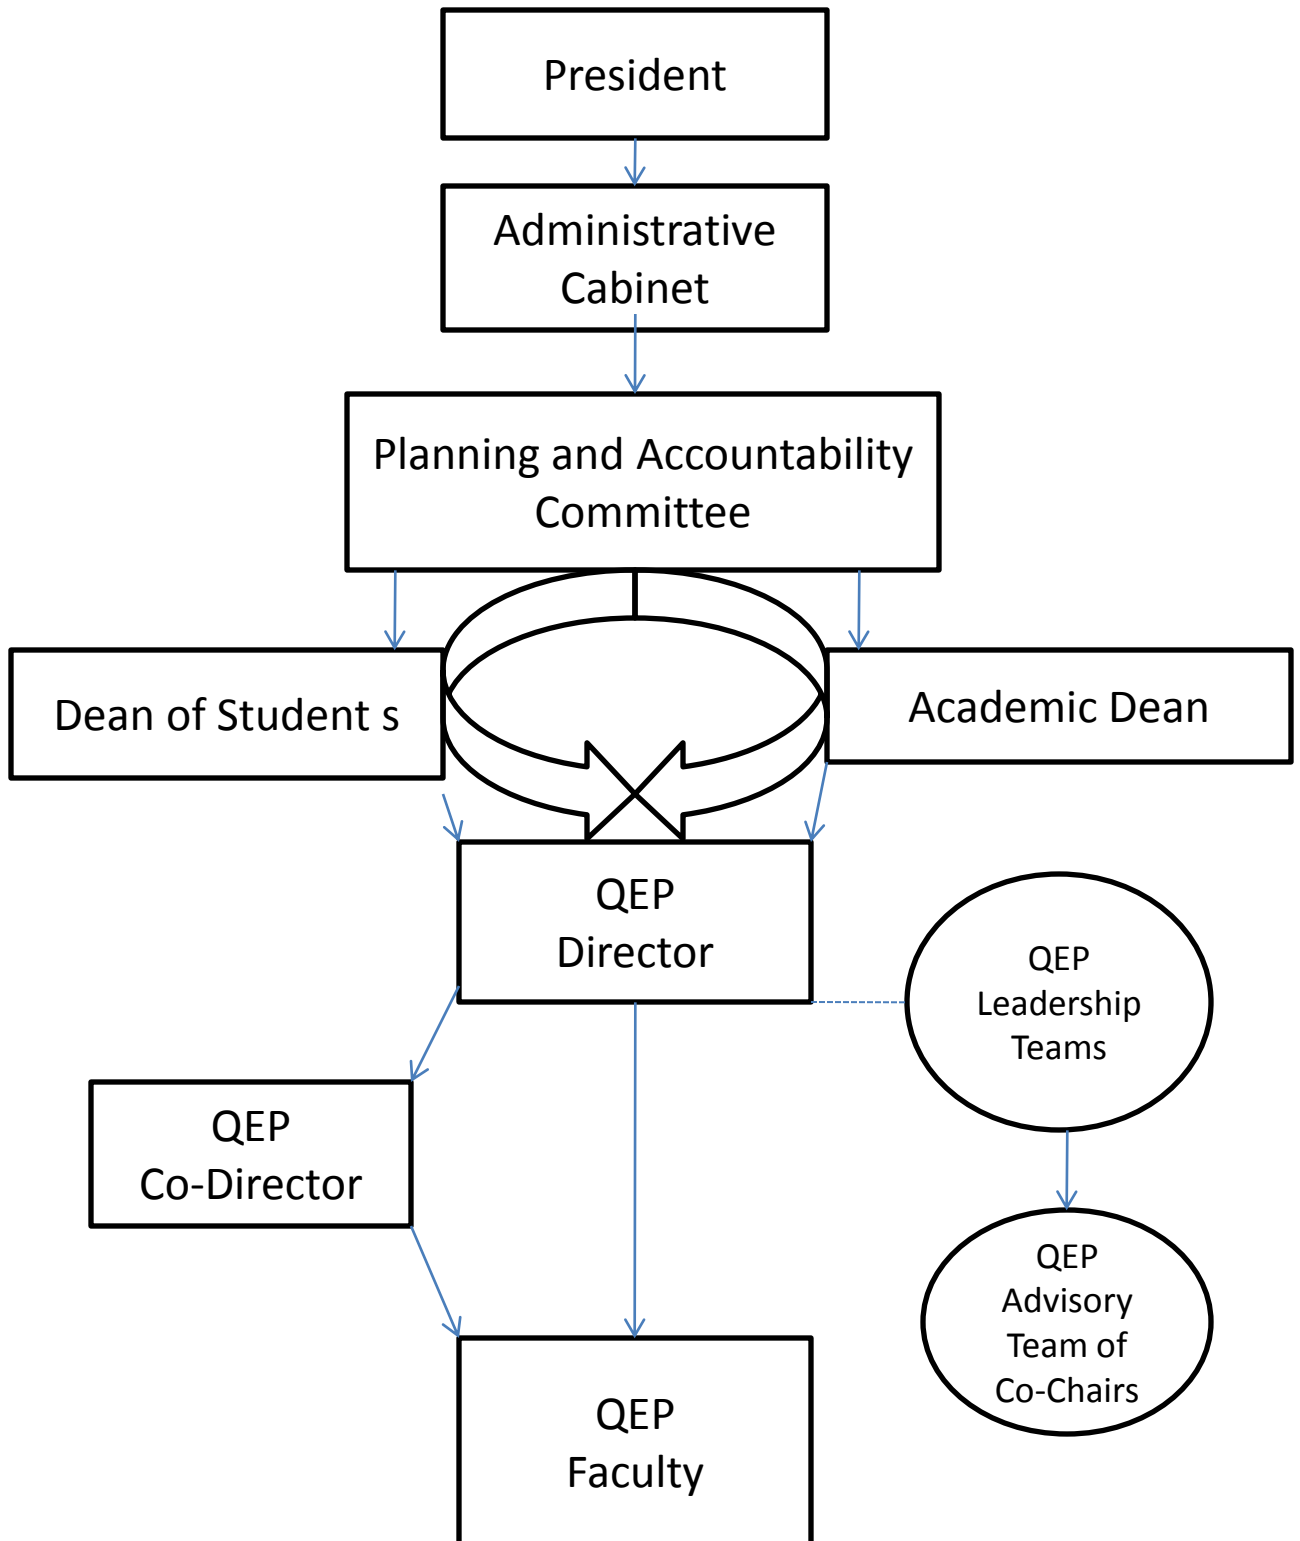 President
Administrative
Cabinet
Planning and Accountability
Committee
Dean of Student s
Academic Dean
QEP
Director
QEP
Leadership
Teams
QEP
Co-Director
QEP
Advisory
Team of
Co-Chairs
QEP
Faculty